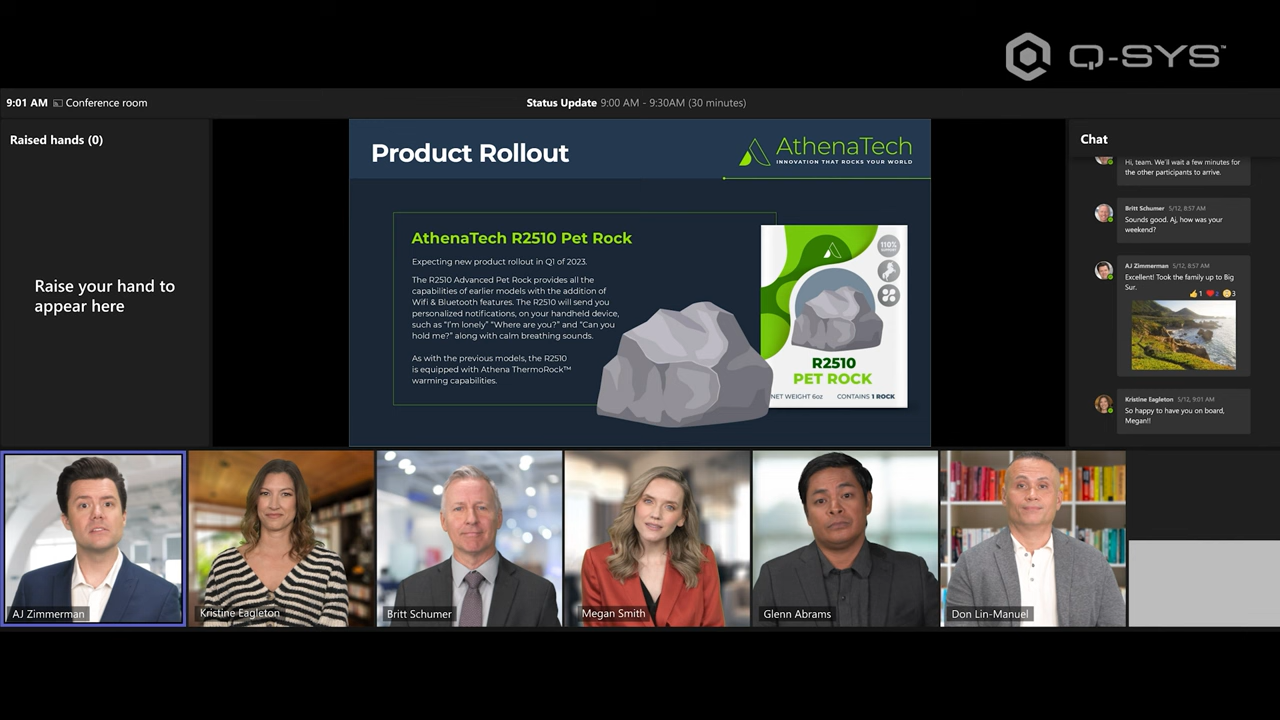 Q-SYS™
9:01 AM Conference room
Status Update 9:00 AM - 9:30AM (30 minutes)
Raised hands (0)
Raise your hand to
appear here
Product Rollout
AthenaTech
INNOVATION THAT ROCKS YOUR WORLD
AthenaTech R2510 Pet Rock
Expecting new product rollout in Q1 of 2023.
The R2510 Advanced Pet Rock provides all the
capabilities of earlier models with the addition of
Wifi & Bluetooth features. The R2510 will send you
personalized notifications, on your handheld device,
such as “I’m lonely” “Where are you?” and “Can you
hold me?” along with calm breathing sounds.
As with the previous models, the R2510
is equipped with Athena ThermoRock™
warming capabilities.
110%
R2510
PET ROCK
NET WEIGHT 6oz
CONTAINS 1 ROCK
Chat
Hi, team. We'll wait a few minutes for
the other participants to arrive.
Britt Schumer 5/12, 8:57 AM
Sounds good. Aj, how was your
weekend?
AJ Zimmerman 5/12, 8:57 AM
Excellent! Took the family up to Big
Sur.
1 2 3
Kristine Eagleton 5/12, 9:01 AM
So happy to have you on board,
Megan!!
AJ Zimmerman
Kristine Eagleton
Britt Schumer
Megan Smith
Glenn Abrams
Don Lin-Manuel